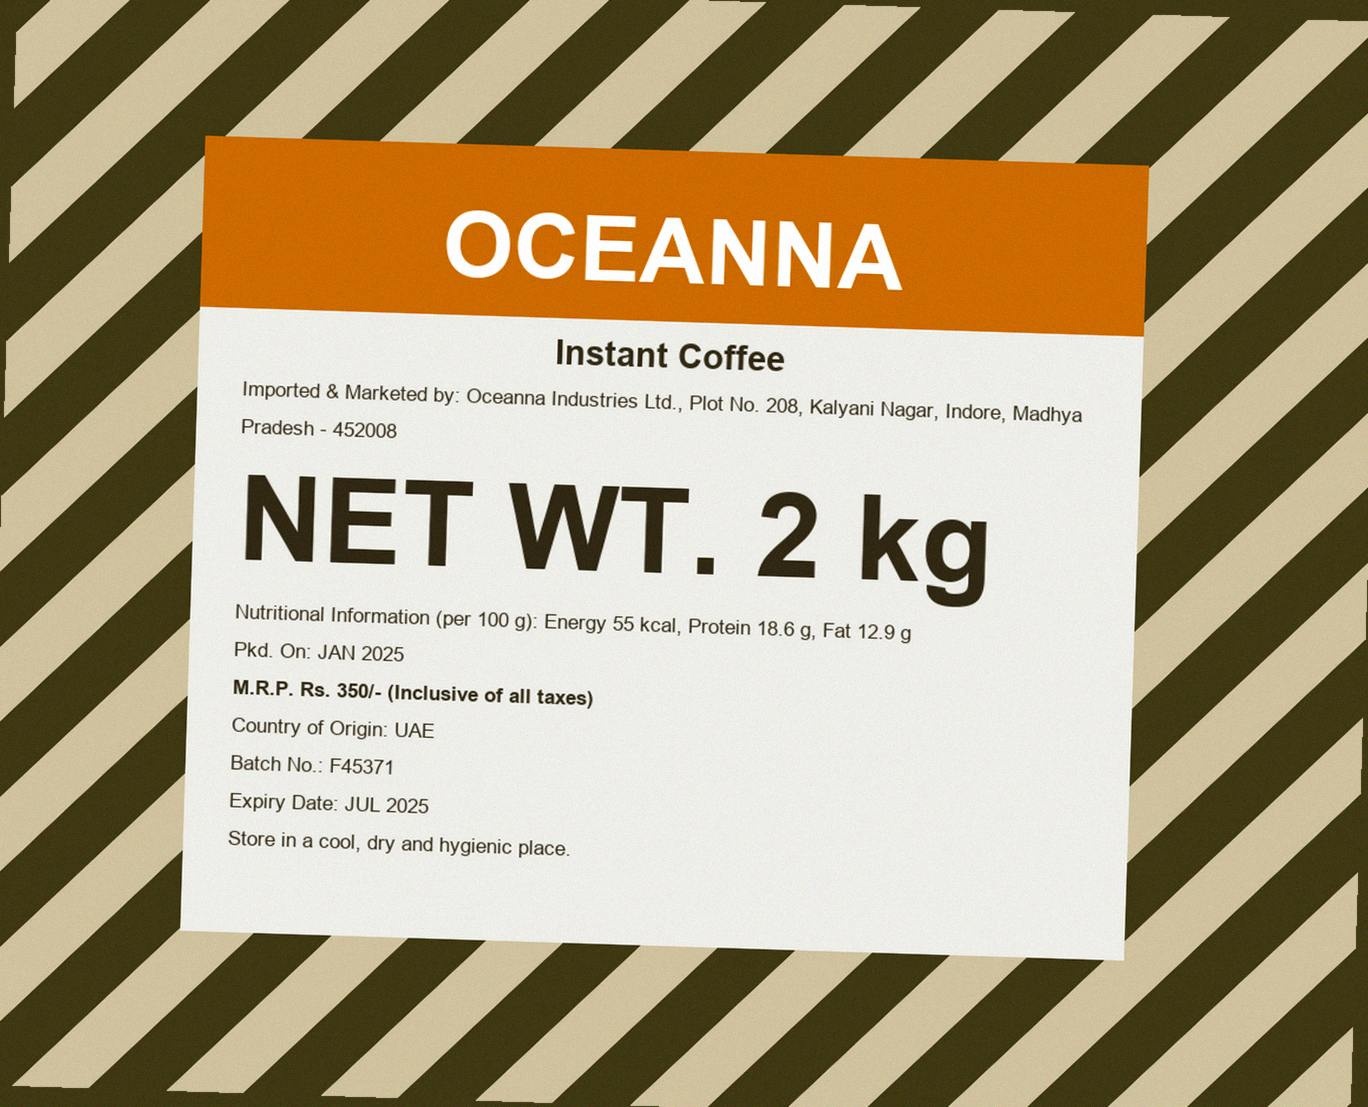 OCEANNA
Instant Coffee
Imported & Marketed by: Oceanna Industries Ltd., Plot No. 208, Kalyani Nagar, Indore, Madhya
Pradesh - 452008
NET WT. 2 kg
Nutritional Information (per 100 g): Energy 55 kcal, Protein 18.6 g, Fat 12.9 g
Pkd. On: JAN 2025
M.R.P. Rs. 350/- (Inclusive of all taxes)
Country of Origin: UAE
Batch No.: F45371
Expiry Date: JUL 2025
Store in a cool, dry and hygienic place.